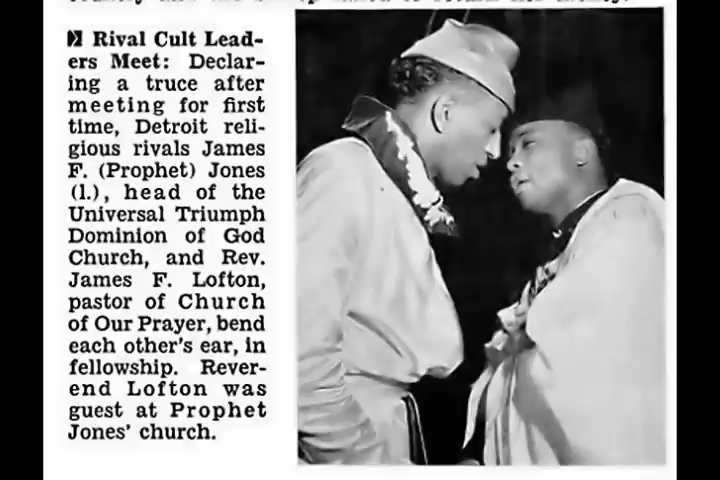 Rival Cult Lead-
ers Meet: Declar-
ing a truce after
meeting for first
time, Detroit reli-
gious rivals James
F. (Prophet) Jones
(l.), head of the
Universal Triumph
Dominion of God
Church, and Rev.
James F. Lofton,
pastor of Church
of Our Prayer, bend
each other's ear, in
fellowship. Rever-
end Lofton was
guest at Prophet
Jones' church.